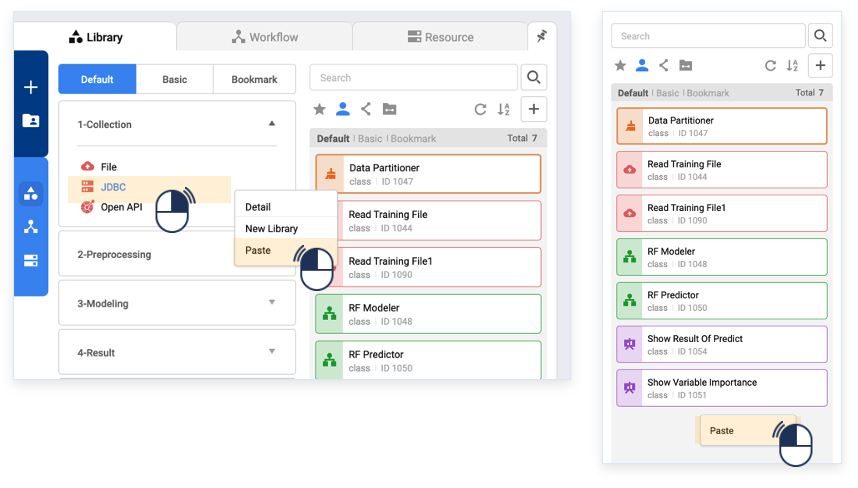 Library
Workflow
Resource
Default
Basic
Bookmark
1-Collection
File
JDBC
Open API
2-Preprocessing
3-Modeling
4-Result
Detail
New Library
Paste
Search
Default | Basic | Bookmark
Total 7
Data Partitioner
class | ID 1047
Read Training File
class | ID 1044
Read Training File1
class | ID 1090
RF Modeler
class | ID 1048
RF Predictor
class | ID 1050
Search
Default | Basic | Bookmark
Total 7
Data Partitioner
class | ID 1047
Read Training File
class | ID 1044
Read Training File1
class | ID 1090
RF Modeler
class | ID 1048
RF Predictor
class | ID 1050
Show Result Of Predict
class | ID 1054
Show Variable Importance
class | ID 1051
Paste